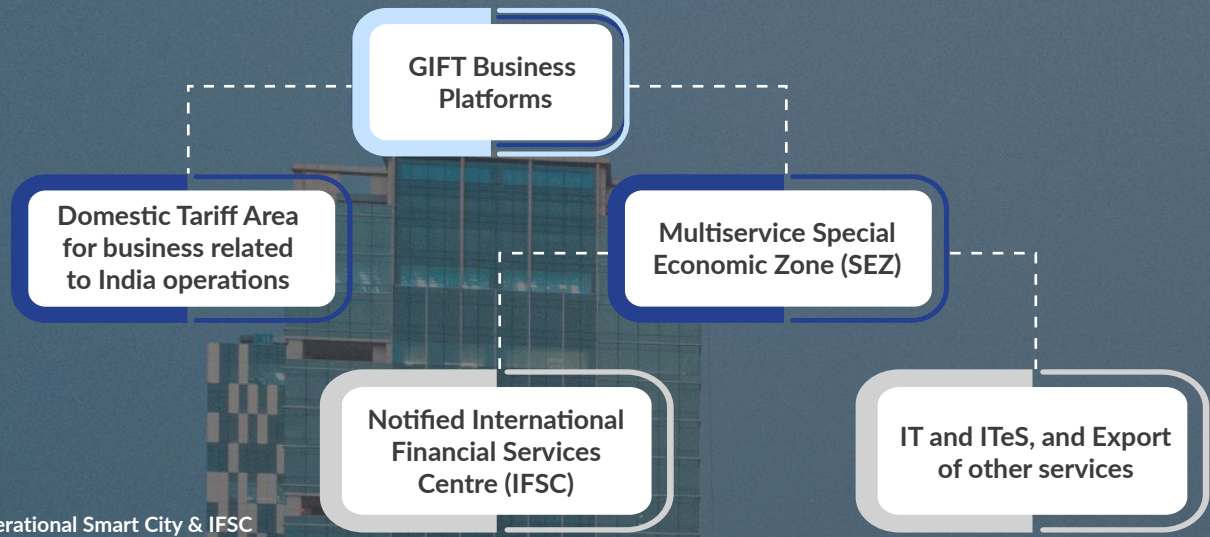 GIFT Business
Platforms
Domestic Tariff Area
for business related
to India operations
Multiservice Special
Economic Zone (SEZ)
Notified International
Financial Services
Centre (IFSC)
IT and ITeS, and Export
of other services
Smart City & IFSC